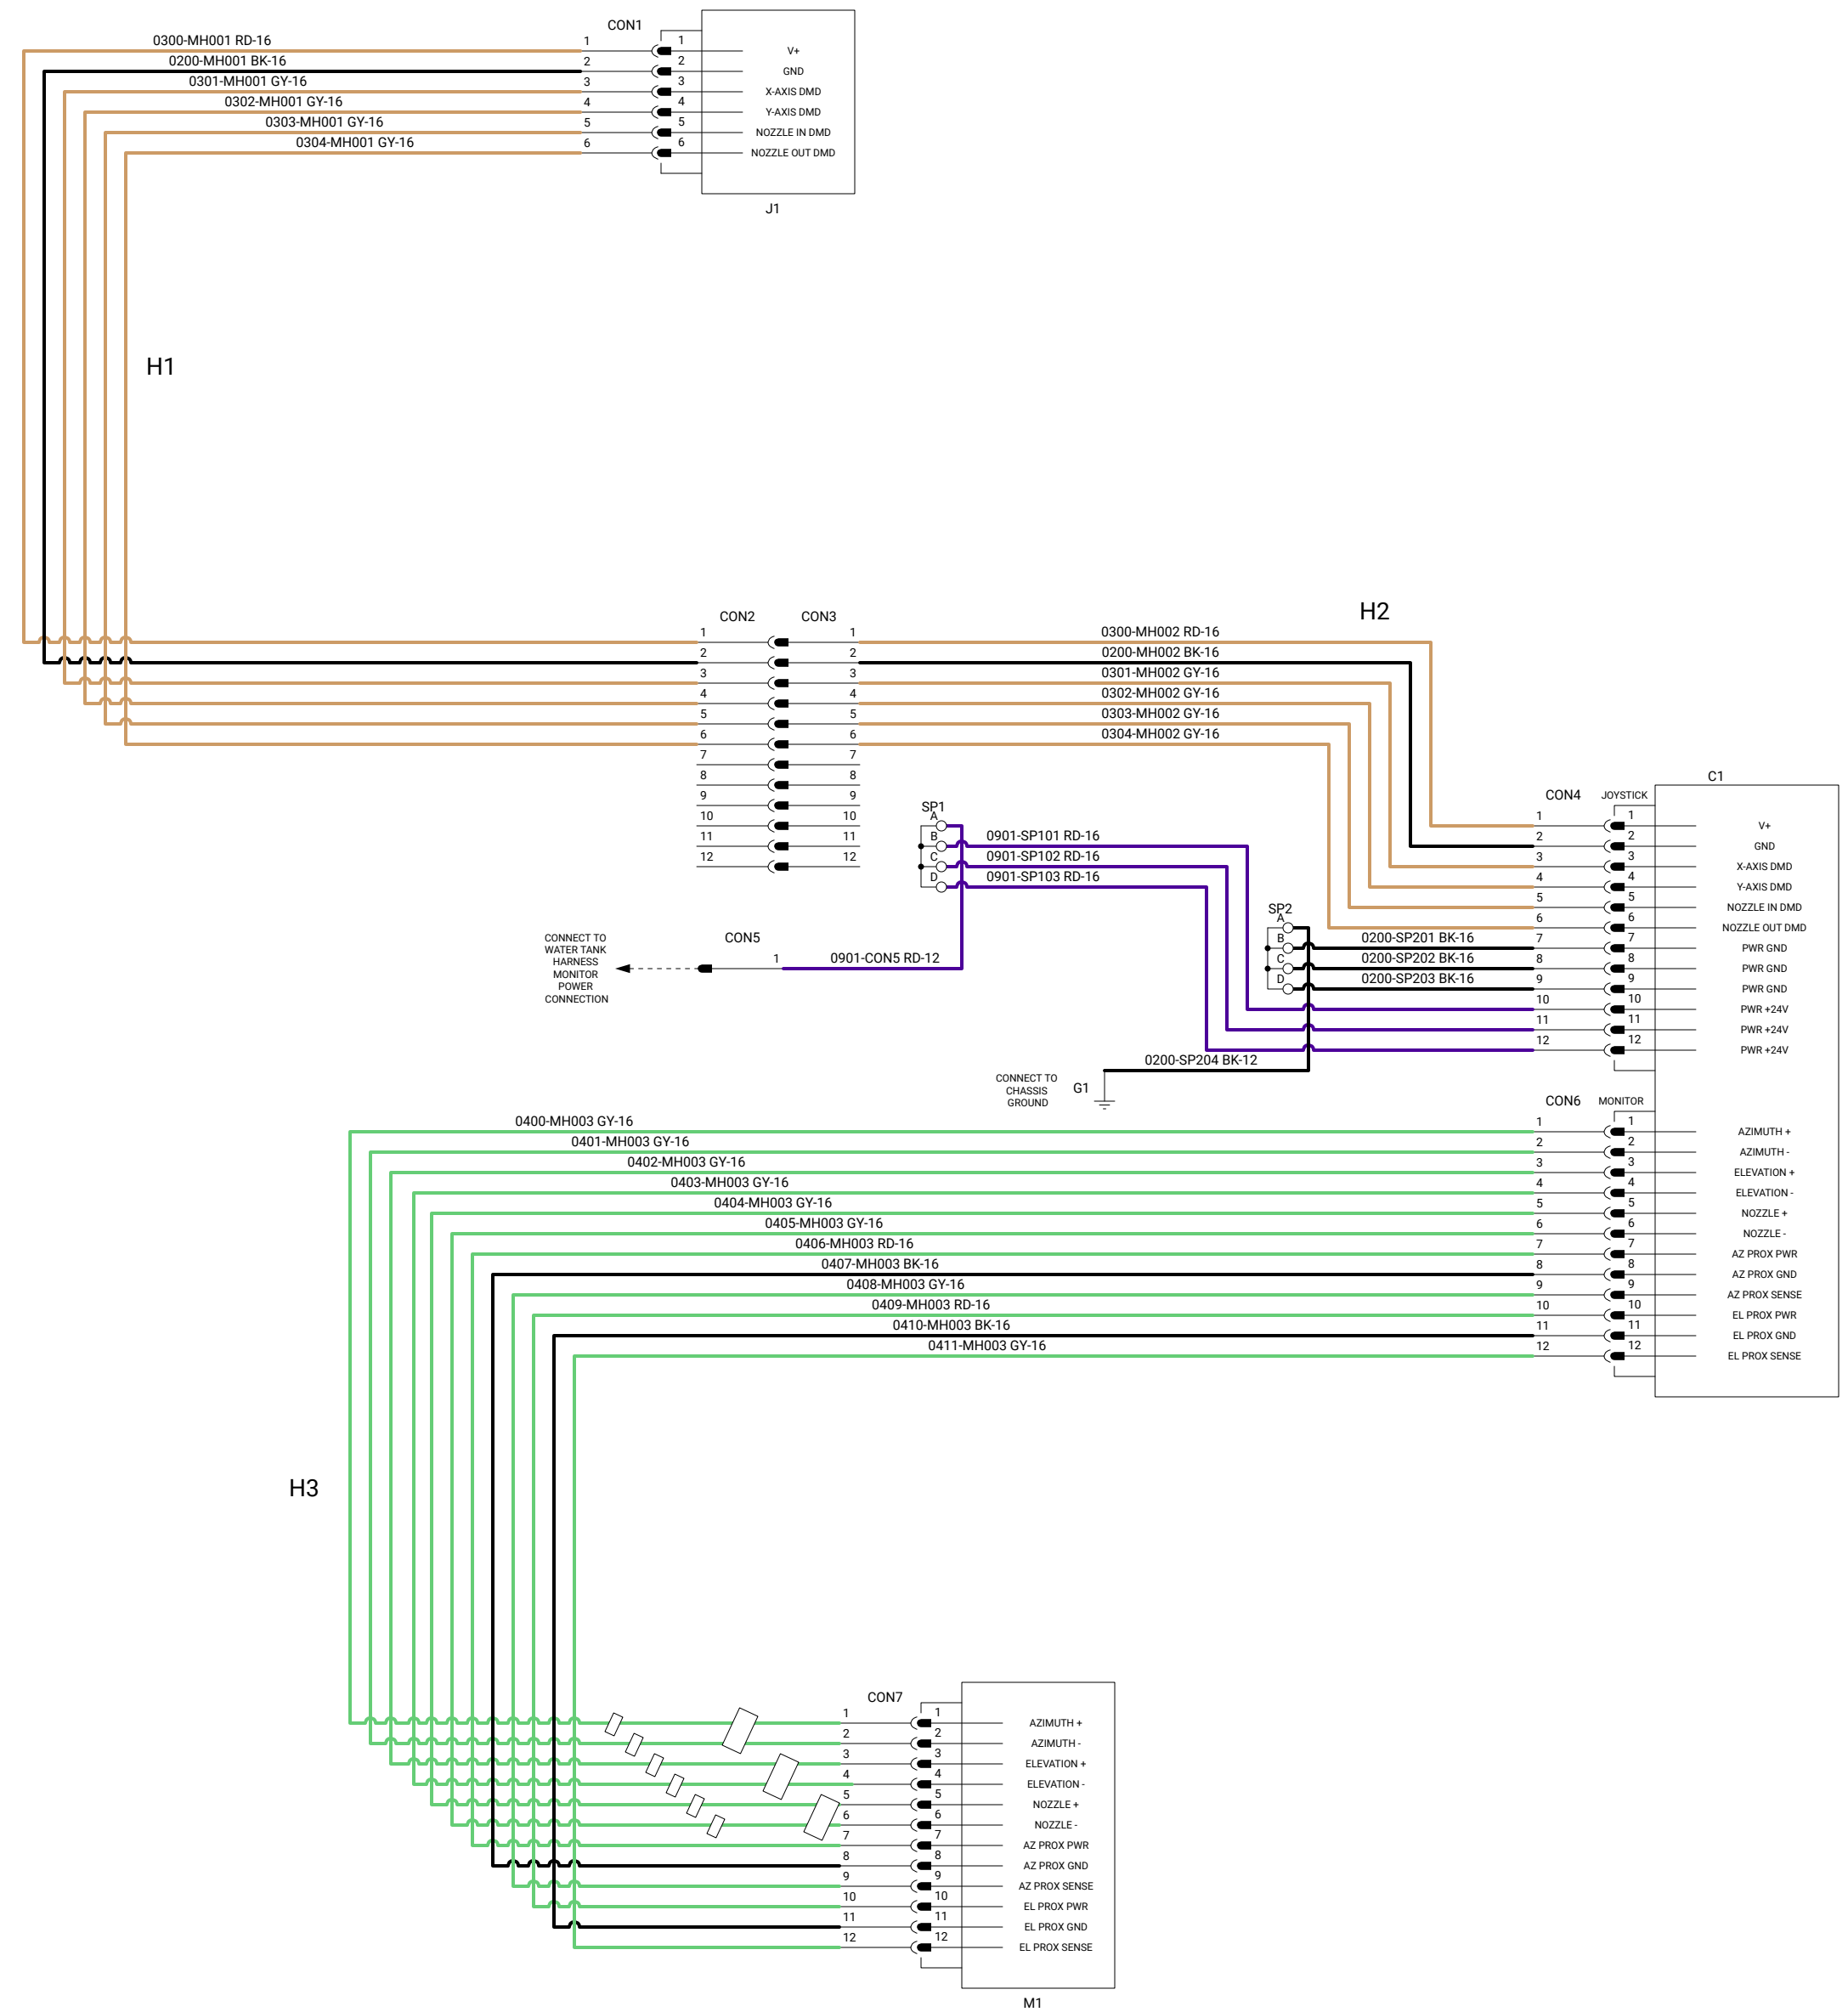 CON1
0300-MH001 RD-16 1 1 V+
0200-MH001 BK-16 2 2 GND
0301-MH001 GY-16 3 3 X-AXIS DMD
0302-MH001 GY-16 4 4 Y-AXIS DMD
0303-MH001 GY-16 5 5 NOZZLE IN DMD
0304-MH001 GY-16 6 6 NOZZLE OUT DMD
J1
H1
H2
CON2 CON3
1 1 0300-MH002 RD-16
2 2 0200-MH002 BK-16
3 3 0301-MH002 GY-16
4 4 0302-MH002 GY-16
5 5 0303-MH002 GY-16
6 6 0304-MH002 GY-16
7 7
8 8
9 9
10 10
11 11
12 12
SP1
A
B 0901-SP101 RD-16
C 0901-SP102 RD-16
D 0901-SP103 RD-16
CONNECT TO
WATER TANK
HARNESS
MONITOR
POWER
CONNECTION
CON5
1 0901-CON5 RD-12
C1
CON4 JOYSTICK
1 1 V+
2 2 GND
3 3 X-AXIS DMD
4 4 Y-AXIS DMD
5 5 NOZZLE IN DMD
6 6 NOZZLE OUT DMD
SP2
A
B 0200-SP201 BK-16 7 7 PWR GND
C 0200-SP202 BK-16 8 8 PWR GND
D 0200-SP203 BK-16 9 9 PWR GND
10 10 PWR +24V
11 11 PWR +24V
12 12 PWR +24V
0200-SP204 BK-12
CONNECT TO
CHASSIS
GROUND
G1
CON6 MONITOR
0400-MH003 GY-16 1 1 AZIMUTH +
0401-MH003 GY-16 2 2 AZIMUTH -
0402-MH003 GY-16 3 3 ELEVATION +
0403-MH003 GY-16 4 4 ELEVATION -
0404-MH003 GY-16 5 5 NOZZLE +
0405-MH003 GY-16 6 6 NOZZLE -
0406-MH003 RD-16 7 7 AZ PROX PWR
0407-MH003 BK-16 8 8 AZ PROX GND
0408-MH003 GY-16 9 9 AZ PROX SENSE
0409-MH003 RD-16 10 10 EL PROX PWR
0410-MH003 BK-16 11 11 EL PROX GND
0411-MH003 GY-16 12 12 EL PROX SENSE
H3
CON7
1 1 AZIMUTH +
2 2 AZIMUTH -
3 3 ELEVATION +
4 4 ELEVATION -
5 5 NOZZLE +
6 6 NOZZLE -
7 7 AZ PROX PWR
8 8 AZ PROX GND
9 9 AZ PROX SENSE
10 10 EL PROX PWR
11 11 EL PROX GND
12 12 EL PROX SENSE
M1